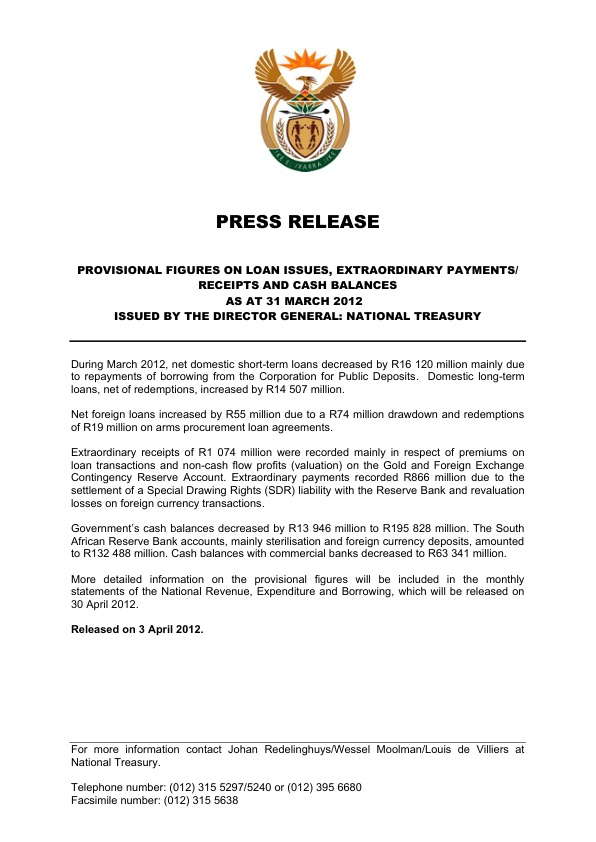 !KE E: /XARRA //KE
PRESS RELEASE
PROVISIONAL FIGURES ON LOAN ISSUES, EXTRAORDINARY PAYMENTS/
RECEIPTS AND CASH BALANCES
AS AT 31 MARCH 2012
ISSUED BY THE DIRECTOR GENERAL: NATIONAL TREASURY
During March 2012, net domestic short-term loans decreased by R16 120 million mainly due
to repayments of borrowing from the Corporation for Public Deposits. Domestic long-term
loans, net of redemptions, increased by R14 507 million.
Net foreign loans increased by R55 million due to a R74 million drawdown and redemptions
of R19 million on arms procurement loan agreements.
Extraordinary receipts of R1 074 million were recorded mainly in respect of premiums on
loan transactions and non-cash flow profits (valuation) on the Gold and Foreign Exchange
Contingency Reserve Account. Extraordinary payments recorded R866 million due to the
settlement of a Special Drawing Rights (SDR) liability with the Reserve Bank and revaluation
losses on foreign currency transactions.
Government's cash balances decreased by R13 946 million to R195 828 million. The South
African Reserve Bank accounts, mainly sterilisation and foreign currency deposits, amounted
to R132 488 million. Cash balances with commercial banks decreased to R63 341 million.
More detailed information on the provisional figures will be included in the monthly
statements of the National Revenue, Expenditure and Borrowing, which will be released on
30 April 2012.
Released on 3 April 2012.
For more information contact Johan Redelinghuys/Wessel Moolman/Louis de Villiers at
National Treasury.
Telephone number: (012) 315 5297/5240 or (012) 395 6680
Facsimile number: (012) 315 5638